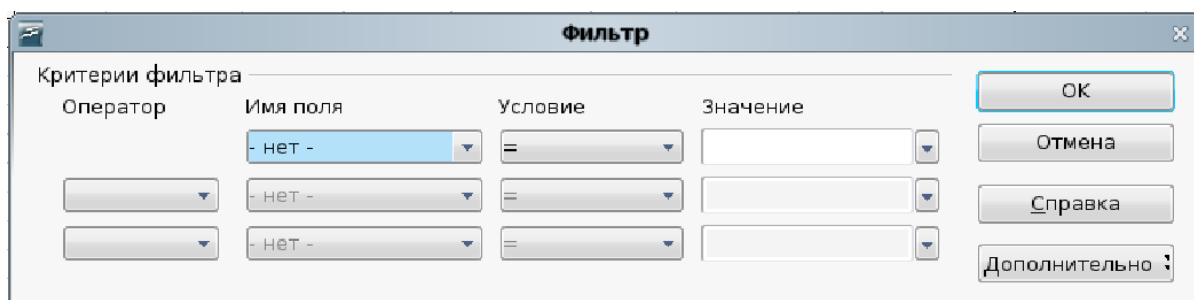 Фильтр
Критерии фильтра
Оператор Имя поля Условие Значение
- нет - =
- нет - =
- нет - =
OK
Отмена
Справка
Дополнительно